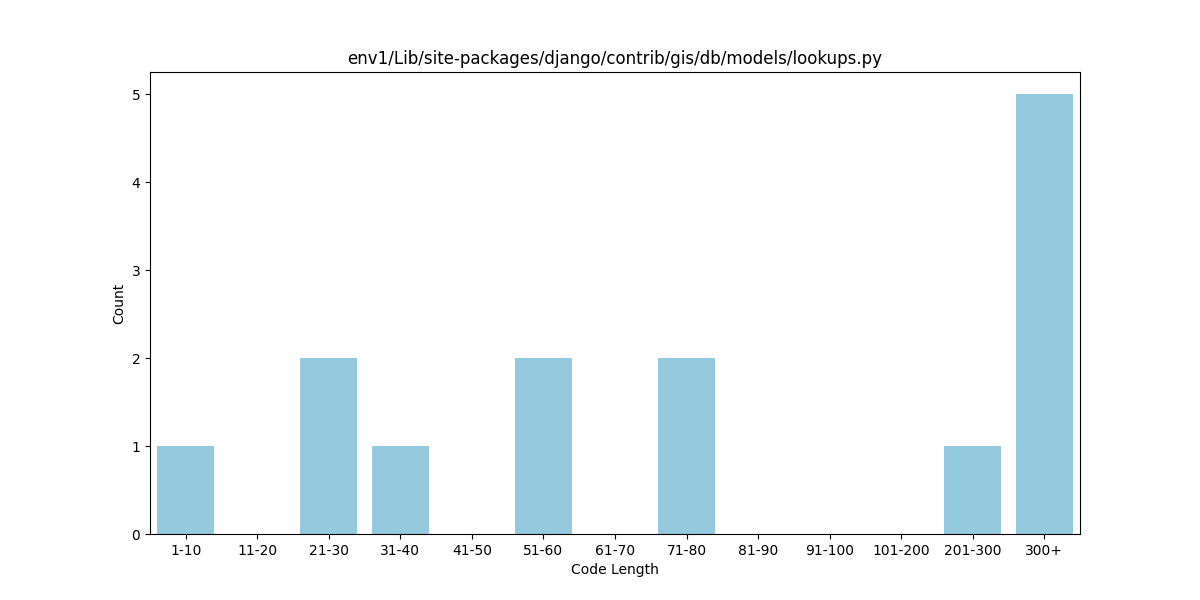 env1/Lib/site-packages/django/contrib/gis/db/models/lookups.py
5
4
3
2
1
0
Count
1-10 11-20 21-30 31-40 41-50 51-60 61-70 71-80 81-90 91-100 101-200 201-300 300+
Code Length